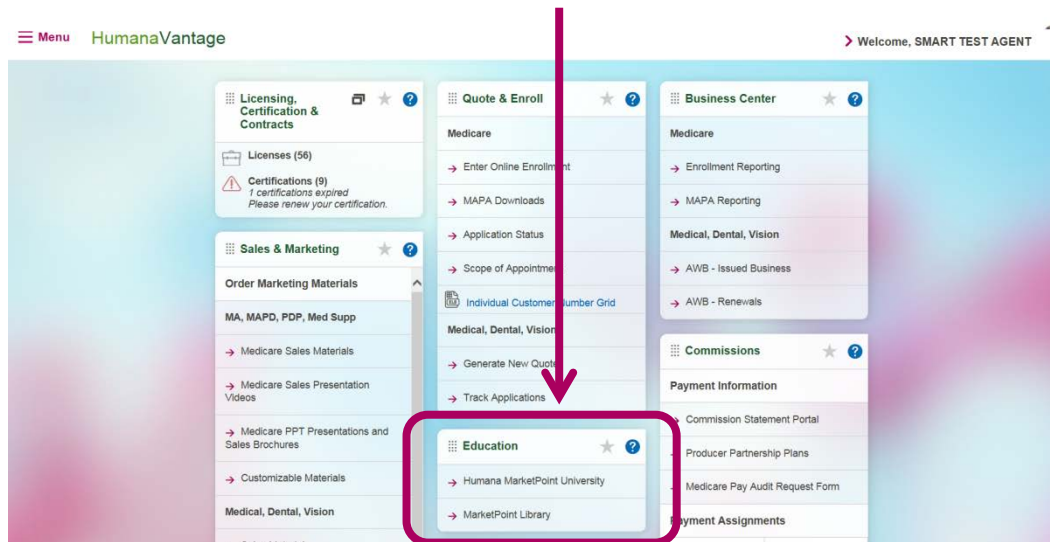 Menu HumanaVantage
Welcome, SMART TEST AGENT
Licensing,
Certification &
Contracts
Licenses (56)
Certifications (9)
1 certifications expired
Please renew your certification.
Sales & Marketing
Order Marketing Materials
MA, MAPD, PDP, Med Supp
Medicare Sales Materials
Medicare Sales Presentation
Videos
Medicare PPT Presentations and
Sales Brochures
Customizable Materials
Medical, Dental, Vision
Quote & Enroll
Medicare
Enter Online Enrollment
MAPA Downloads
Application Status
Scope of Appointment
Individual Customer Number Grid
Medical, Dental, Vision
Generate New Quote
Track Applications
Education
Humana MarketPoint University
MarketPoint Library
Business Center
Medicare
Enrollment Reporting
MAPA Reporting
Medical, Dental, Vision
AWB - Issued Business
AWB - Renewals
Commissions
Payment Information
Commission Statement Portal
Producer Partnership Plans
Medicare Pay Audit Request Form
Payment Assignments